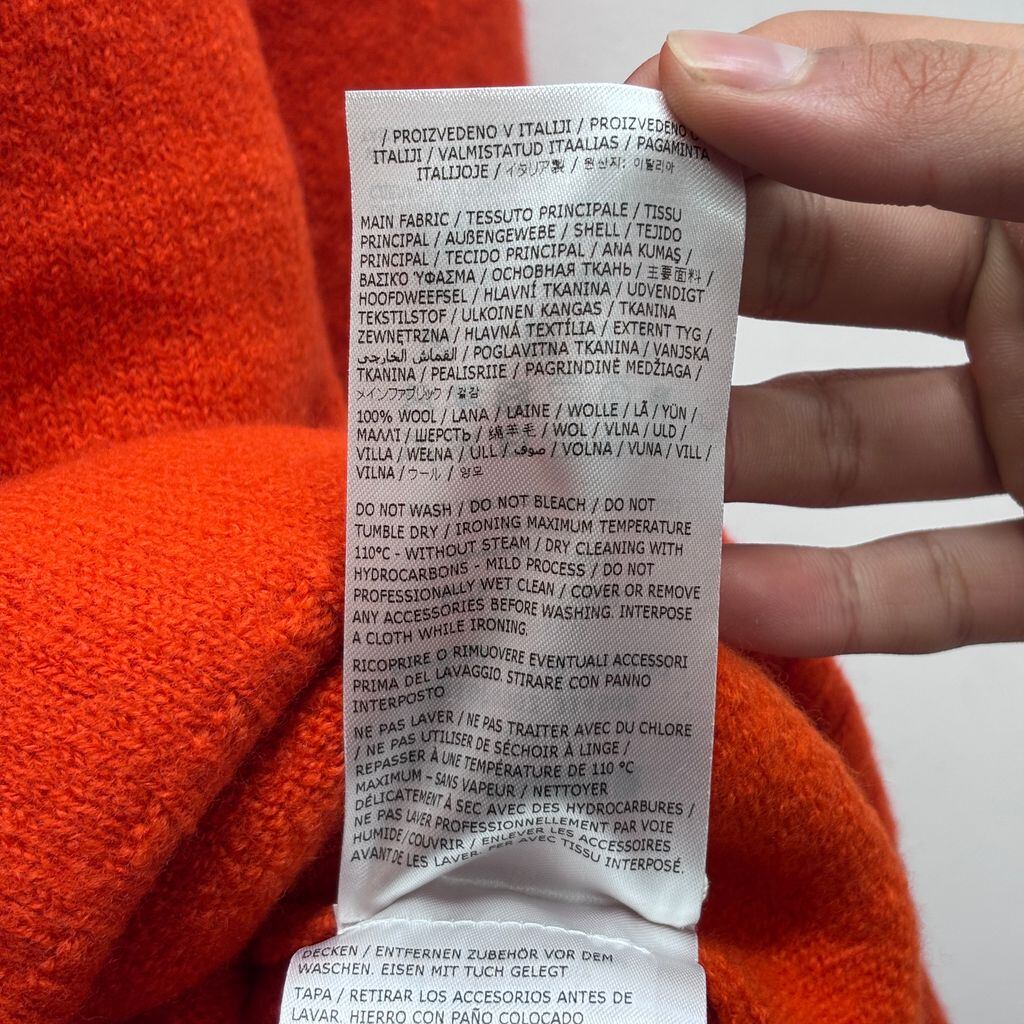 / PROIZVEDENO V ITALIJI / PROIZVEDENO U
ITALIJI / VALMISTATUD ITAALIAS / PAGAMINTA
ITALIJOJE / イタリア製 / 원산지: 이탈리아
MAIN FABRIC / TESSUTO PRINCIPALE / TISSU
PRINCIPAL / AUßENGEWEBE / SHELL / TEJIDO
PRINCIPAL / TECIDO PRINCIPAL / ANA KUMAŞ /
ΒΑΣΙΚΟ ΎΦΑΣΜΑ / ОСНОВНАЯ ТКАНЬ / 主要面料 /
HOOFDWEEFSEL / HLAVNÍ TKANINA / UDVENDIGT
TEKSTILSTOF / ULKOINEN KANGAS / TKANINA
ZEWNĘTRZNA / HLAVNÁ TEXTÍLIA / EXTERNT TYG /
القماش الخارجي / POGLAVITNA TKANINA / VANJSKA
TKANINA / PEALISRIIE / PAGRINDINĖ MEDŽIAGA /
メインファブリック / 겉감
100% WOOL / LANA / LAINE / WOLLE / LÃ / YÜN /
ΜΑΛΛΙ / ШЕРСТЬ / 绵羊毛 / WOL / VLNA / ULD /
VILLA / WEŁNA / ULL / صوف / VOLNA / VUNA / VILL /
VILNA / ウール / 양모
DO NOT WASH / DO NOT BLEACH / DO NOT
TUMBLE DRY / IRONING MAXIMUM TEMPERATURE
110°C - WITHOUT STEAM / DRY CLEANING WITH
HYDROCARBONS - MILD PROCESS / DO NOT
PROFESSIONALLY WET CLEAN / COVER OR REMOVE
ANY ACCESSORIES BEFORE WASHING. INTERPOSE
A CLOTH WHILE IRONING.
RICOPRIRE O RIMUOVERE EVENTUALI ACCESSORI
PRIMA DEL LAVAGGIO. STIRARE CON PANNO
INTERPOSTO
NE PAS LAVER / NE PAS TRAITER AVEC DU CHLORE
/ NE PAS UTILISER DE SÉCHOIR À LINGE /
REPASSER À UNE TEMPÉRATURE DE 110 °C
MAXIMUM – SANS VAPEUR / NETTOYER
DÉLICATEMENT À SEC AVEC DES HYDROCARBURES /
NE PAS LAVER PROFESSIONNELLEMENT PAR VOIE
HUMIDE / COUVRIR / ENLEVER LES ACCESSOIRES
AVANT DE LES LAVER. FER AVEC TISSU INTERPOSÉ.
DECKEN / ENTFERNEN ZUBEHÖR VOR DEM
WASCHEN. EISEN MIT TUCH GELEGT
TAPA / RETIRAR LOS ACCESORIOS ANTES DE
LAVAR. HIERRO CON PAÑO COLOCADO